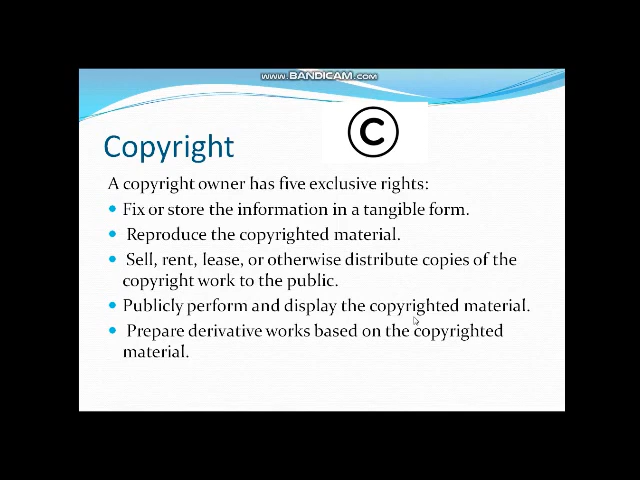 www.BANDICAM.com
©
Copyright
A copyright owner has five exclusive rights:
• Fix or store the information in a tangible form.
• Reproduce the copyrighted material.
• Sell, rent, lease, or otherwise distribute copies of the
copyright work to the public.
• Publicly perform and display the copyrighted material.
• Prepare derivative works based on the copyrighted
material.